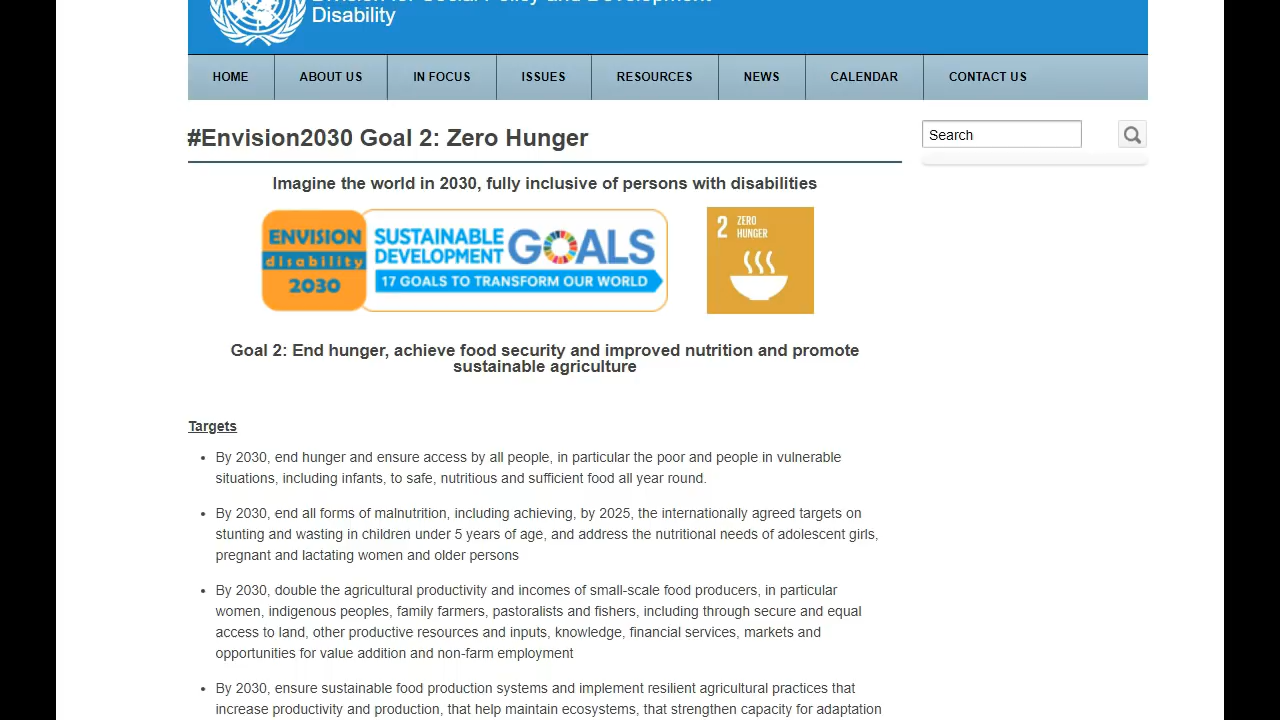 Disability
HOME ABOUT US IN FOCUS ISSUES RESOURCES NEWS CALENDAR CONTACT US
#Envision2030 Goal 2: Zero Hunger
Search
Imagine the world in 2030, fully inclusive of persons with disabilities
ENVISION
disability
2030
SUSTAINABLE
DEVELOPMENT
GOALS
17 GOALS TO TRANSFORM OUR WORLD
2 ZERO
HUNGER
Goal 2: End hunger, achieve food security and improved nutrition and promote
sustainable agriculture
Targets
• By 2030, end hunger and ensure access by all people, in particular the poor and people in vulnerable
situations, including infants, to safe, nutritious and sufficient food all year round.
• By 2030, end all forms of malnutrition, including achieving, by 2025, the internationally agreed targets on
stunting and wasting in children under 5 years of age, and address the nutritional needs of adolescent girls,
pregnant and lactating women and older persons
• By 2030, double the agricultural productivity and incomes of small-scale food producers, in particular
women, indigenous peoples, family farmers, pastoralists and fishers, including through secure and equal
access to land, other productive resources and inputs, knowledge, financial services, markets and
opportunities for value addition and non-farm employment
• By 2030, ensure sustainable food production systems and implement resilient agricultural practices that
increase productivity and production, that help maintain ecosystems, that strengthen capacity for adaptation